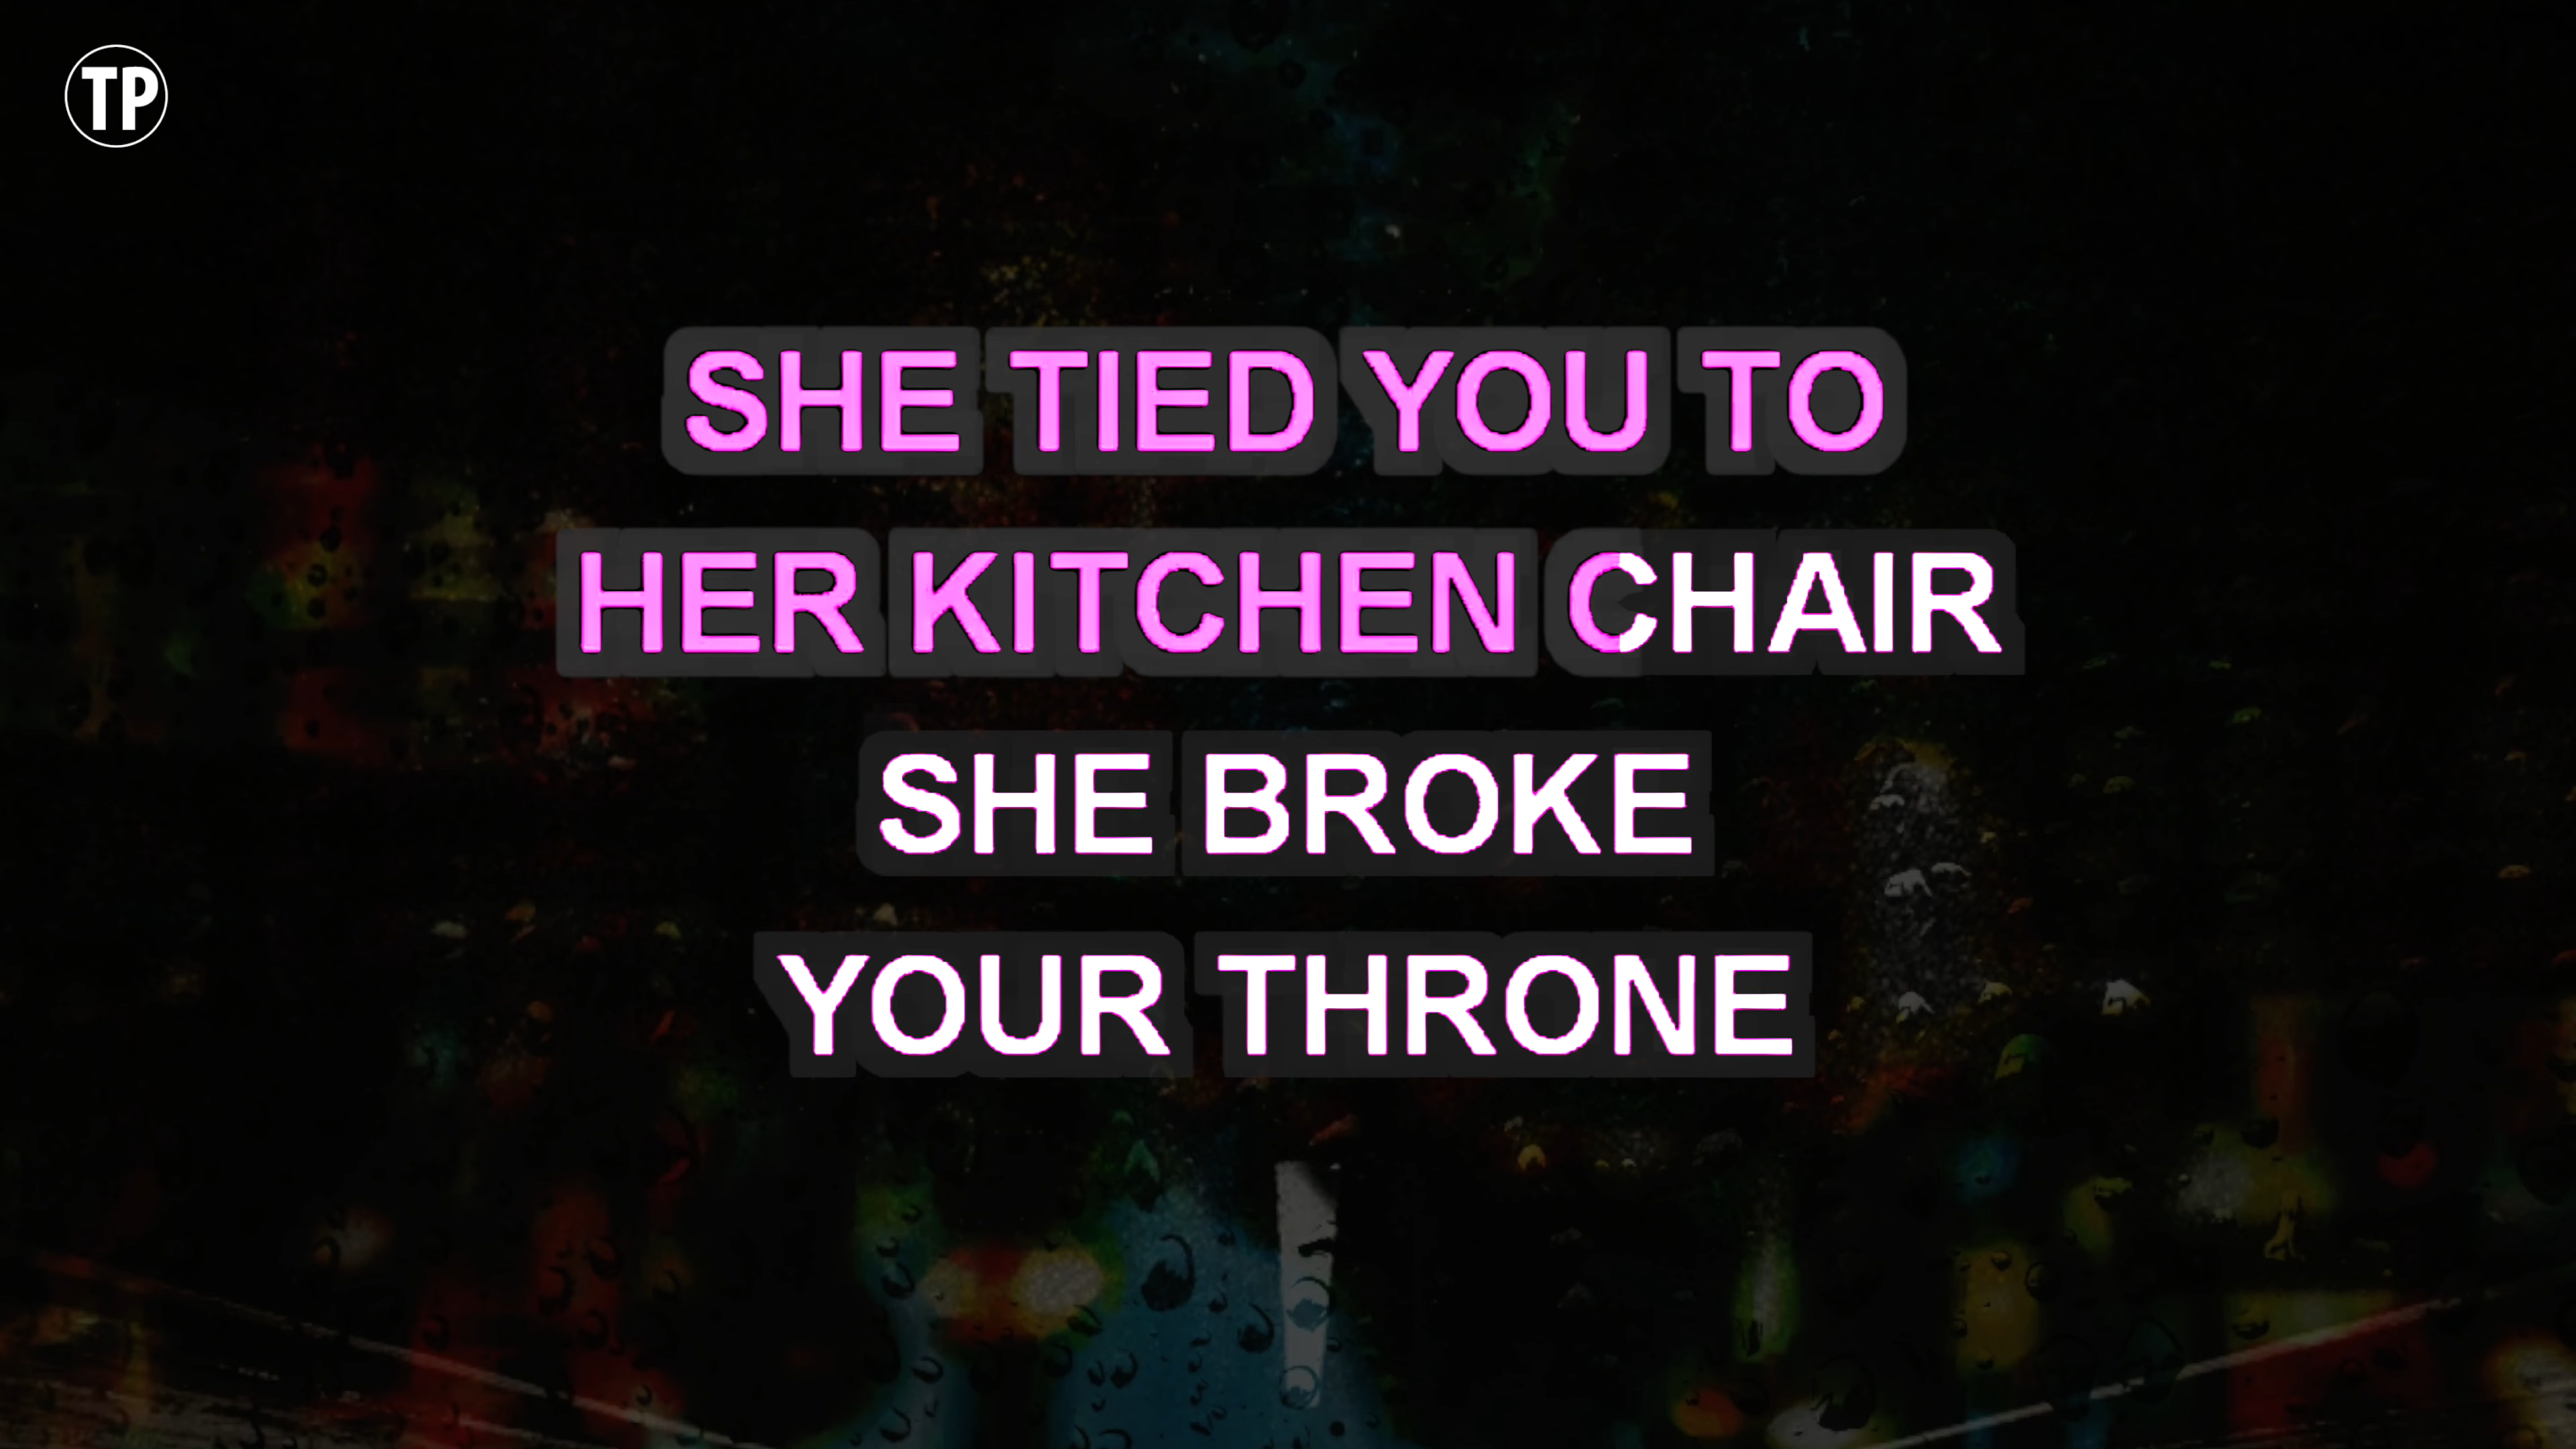 TP
SHE TIED YOU TO
HER KITCHEN CHAIR
SHE BROKE
YOUR THRONE